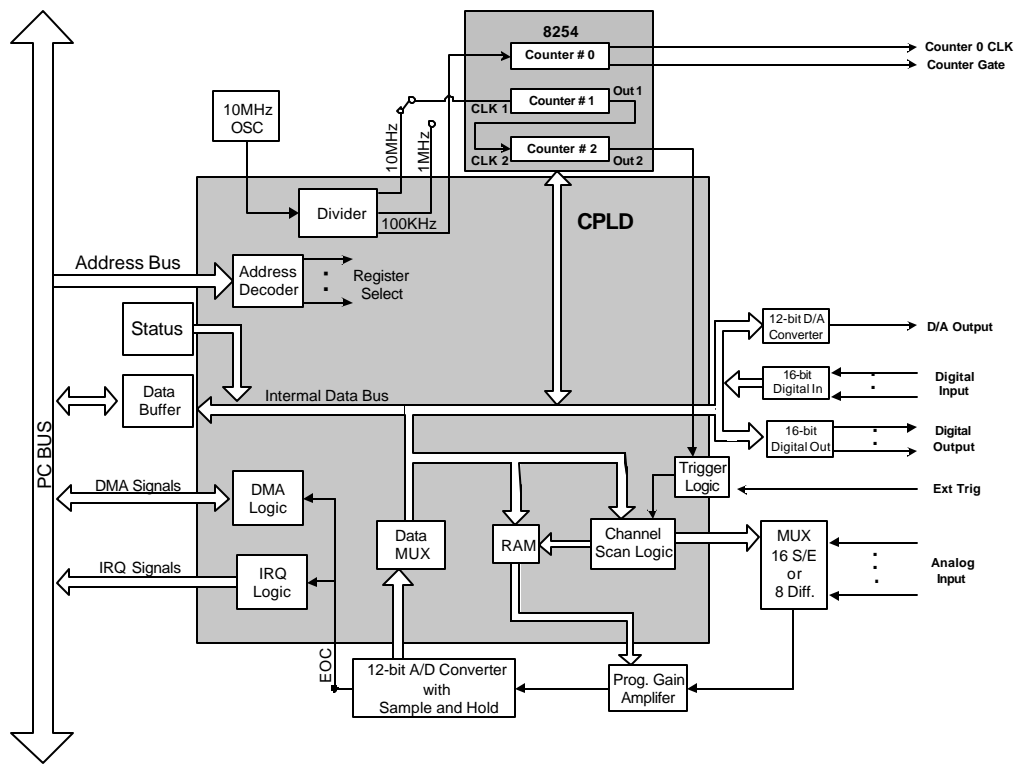 8254
Counter # 0
Counter 0 CLK
Counter Gate
Out 1
CLK 1
Counter # 1
10MHz
OSC
10MHz
1MHz
Counter # 2
CLK 2
Out 2
Divider
100KHz
CPLD
Address Bus
Address
Decoder
Register
Select
Status
12-bit D/A
Converter
D/A Output
Data
Buffer
Internal Data Bus
16-bit
Digital In
Digital
Input
16-bit
Digital Out
Digital
Output
PC BUS
Trigger
Logic
Ext Trig
DMA Signals
DMA
Logic
Data
MUX
RAM
Channel
Scan Logic
MUX
16 S/E
or
8 Diff.
Analog
Input
IRQ Signals
IRQ
Logic
EOC
12-bit A/D Converter
with
Sample and Hold
Prog. Gain
Amplifer